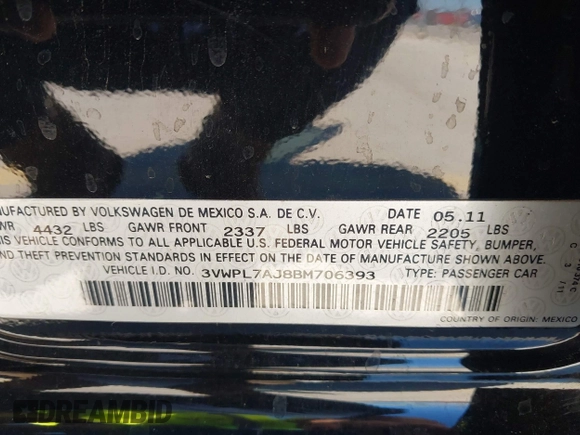 NUFACTURED BY VOLKSWAGEN DE MEXICO S.A. DE C.V. DATE 05.11
WR 4432 LBS GAWR FRONT 2337 LBS GAWR REAR 2205 LBS
THIS VEHICLE CONFORMS TO ALL APPLICABLE U.S. FEDERAL MOTOR VEHICLE SAFETY, BUMPER,
AND THEFT PREVENTION STANDARDS IN EFFECT ON THE DATE OF MANUFACTURE SHOWN ABOVE.
VEHICLE I.D. NO. 3VWPL7AJ8BM706393 TYPE: PASSENGER CAR
COUNTRY OF ORIGIN: MEXICO
DREAMBID